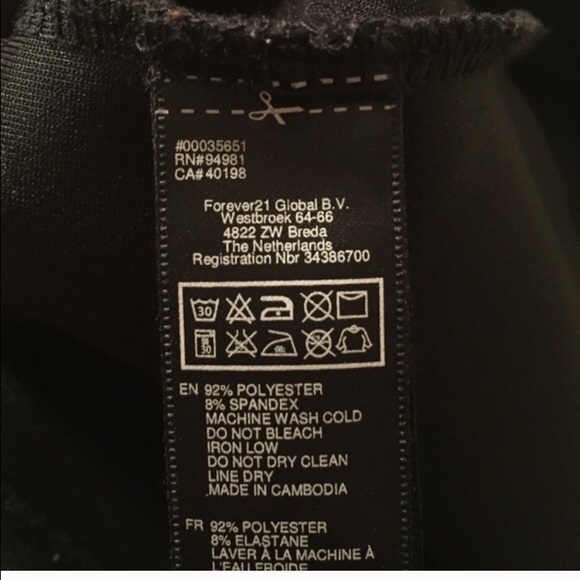 #00035651
RN#94981
CA#40198
Forever21 Global B.V.
Westbroek 64-66
4822 ZW Breda
The Netherlands
Registration Nbr 34386700
30
30
EN 92% POLYESTER
8% SPANDEX
MACHINE WASH COLD
DO NOT BLEACH
IRON LOW
DO NOT DRY CLEAN
LINE DRY
.MADE IN CAMBODIA
FR 92% POLYESTER
8% ELASTANE
LAVER À LA MACHINE À
L'EAU FROIDE